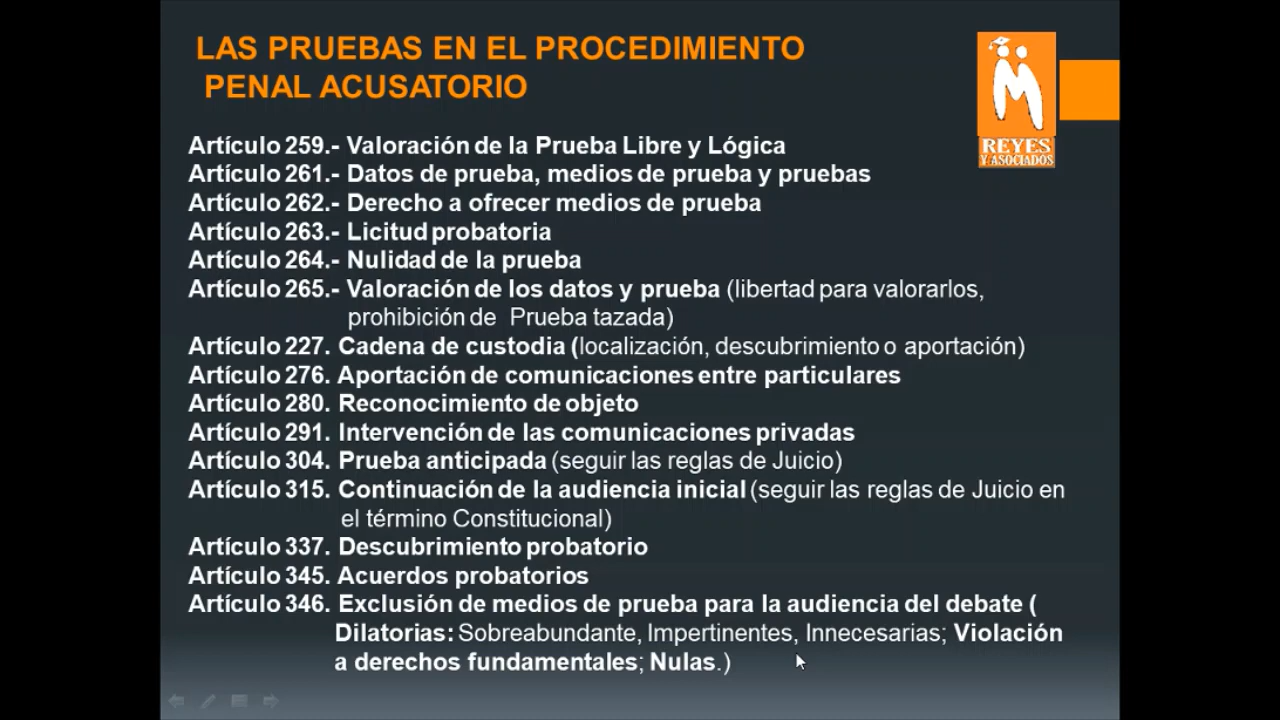 LAS PRUEBAS EN EL PROCEDIMIENTO
PENAL ACUSATORIO
REYES
Y ASOCIADOS
Artículo 259.- Valoración de la Prueba Libre y Lógica
Artículo 261.- Datos de prueba, medios de prueba y pruebas
Artículo 262.- Derecho a ofrecer medios de prueba
Artículo 263.- Licitud probatoria
Artículo 264.- Nulidad de la prueba
Artículo 265.- Valoración de los datos y prueba (libertad para valorarlos,
prohibición de Prueba tazada)
Artículo 227. Cadena de custodia (localización, descubrimiento o aportación)
Artículo 276. Aportación de comunicaciones entre particulares
Artículo 280. Reconocimiento de objeto
Artículo 291. Intervención de las comunicaciones privadas
Artículo 304. Prueba anticipada (seguir las reglas de Juicio)
Artículo 315. Continuación de la audiencia inicial (seguir las reglas de Juicio en
el término Constitucional)
Artículo 337. Descubrimiento probatorio
Artículo 345. Acuerdos probatorios
Artículo 346. Exclusión de medios de prueba para la audiencia del debate (
Dilatorias: Sobreabundante, Impertinentes, Innecesarias; Violación
a derechos fundamentales; Nulas.)